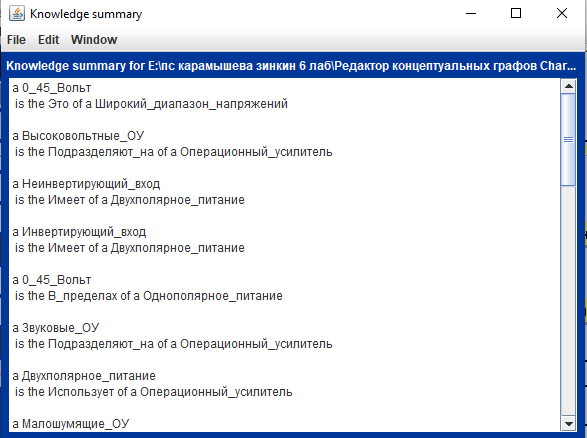 Knowledge summary
File Edit Window
Knowledge summary for E:\пс карамышева зинкин 6 лаб\Редактор концептуальных графов Char...
a 0_45_Вольт
is the Это of a Широкий_диапазон_напряжений
a Высоковольтные_ОУ
is the Подразделяют_на of a Операционный_усилитель
a Неинвертирующий_вход
is the Имеет of a Двухполярное_питание
a Инвертирующий_вход
is the Имеет of a Двухполярное_питание
a 0_45_Вольт
is the В_пределах of a Однополярное_питание
a Звуковые_ОУ
is the Подразделяют_на of a Операционный_усилитель
a Двухполярное_питание
is the Использует of a Операционный_усилитель
a Малошумящие_ОУ